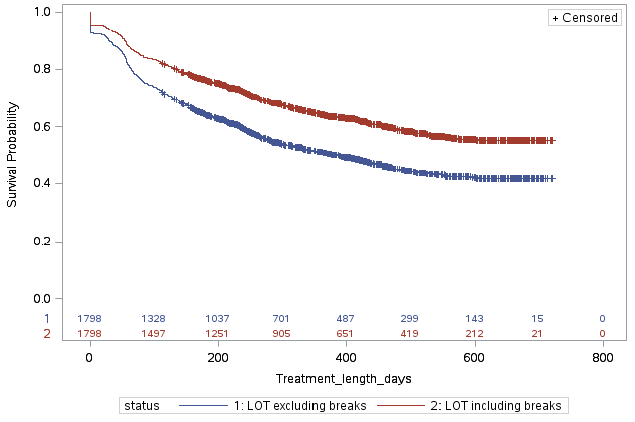 1.0
+ Censored
0.8
0.6
0.4
0.2
0.0
Survival Probability
1 1798 1328 1037 701 487 299 143 15 0
2 1798 1497 1251 905 651 419 212 21 0
0 200 400 600 800
Treatment_length_days
status 1: LOT excluding breaks 2: LOT including breaks